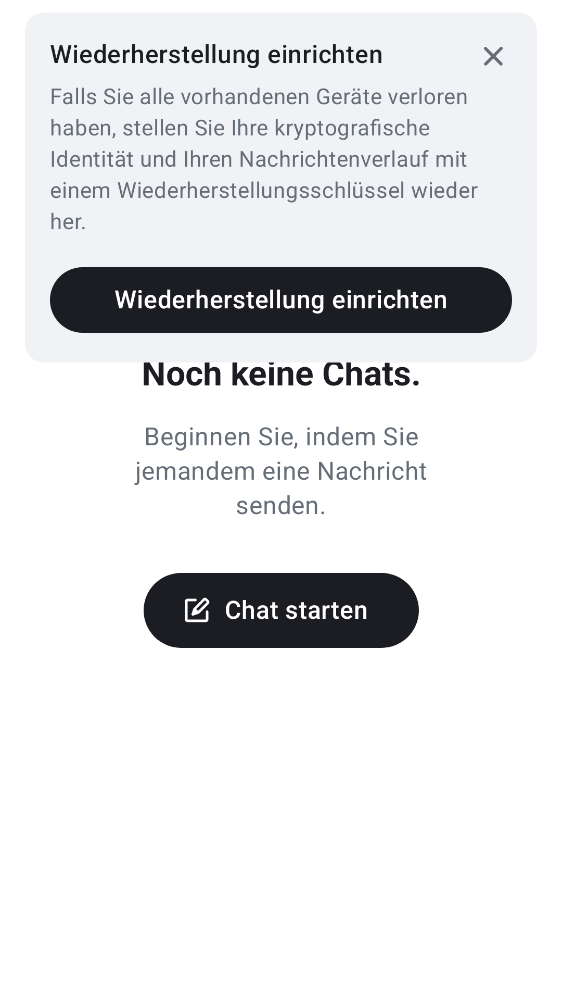 Wiederherstellung einrichten
Falls Sie alle vorhandenen Geräte verloren
haben, stellen Sie Ihre kryptografische
Identität und Ihren Nachrichtenverlauf mit
einem Wiederherstellungsschlüssel wieder
her.
Wiederherstellung einrichten
Noch keine Chats.
Beginnen Sie, indem Sie
jemandem eine Nachricht
senden.
Chat starten